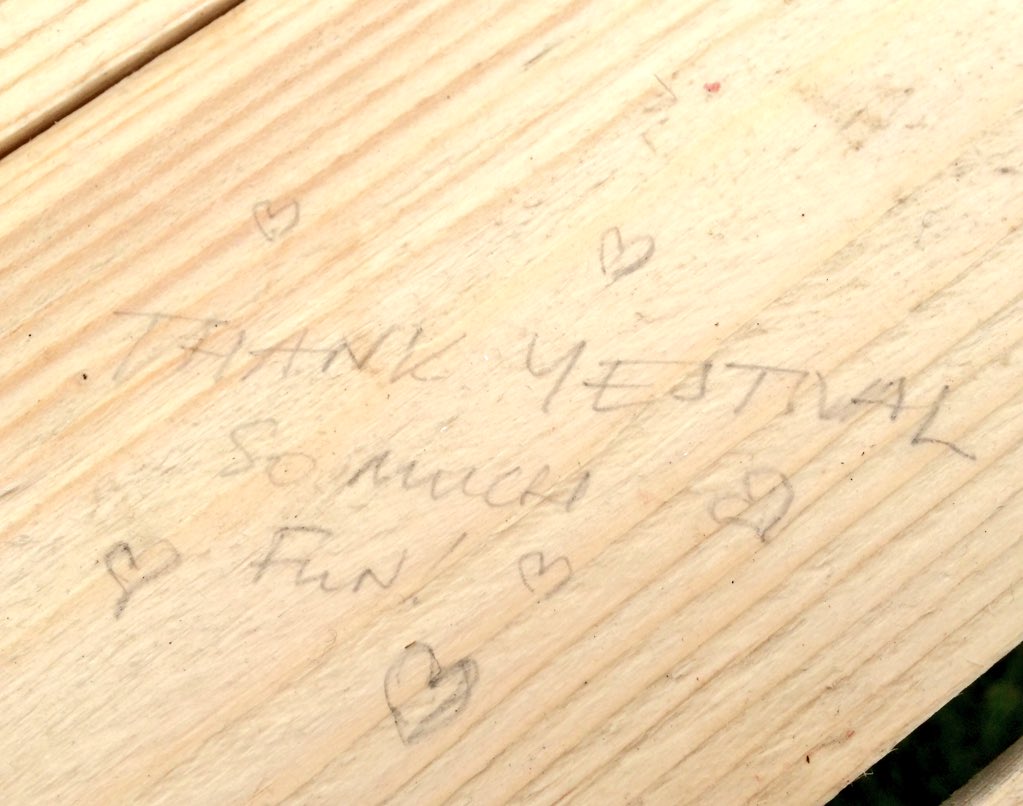 THANK YESTIVAL
So MUCH
FUN!